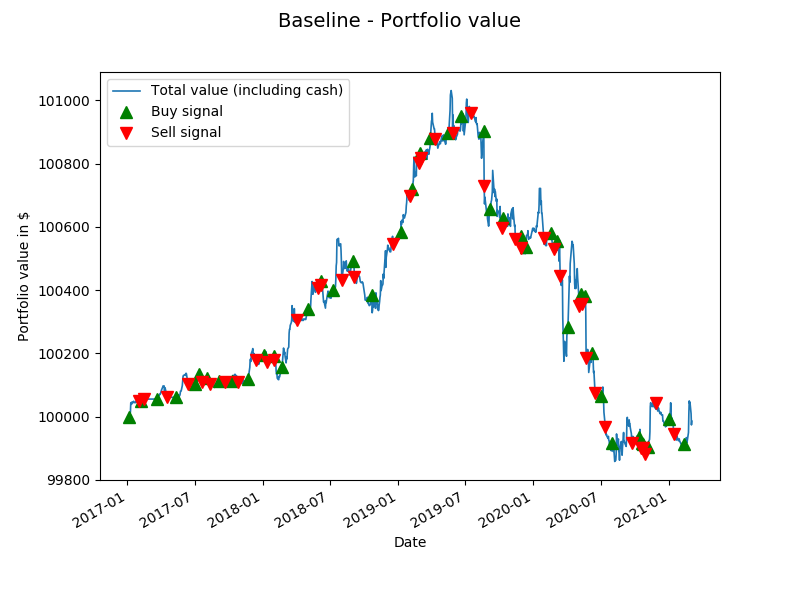 Baseline - Portfolio value
Total value (including cash)
Buy signal
Sell signal
101000
100800
100600
100400
100200
100000
99800
Portfolio value in $
2017-01
2017-07
2018-01
2018-07
2019-01
2019-07
2020-01
2020-07
2021-01
Date